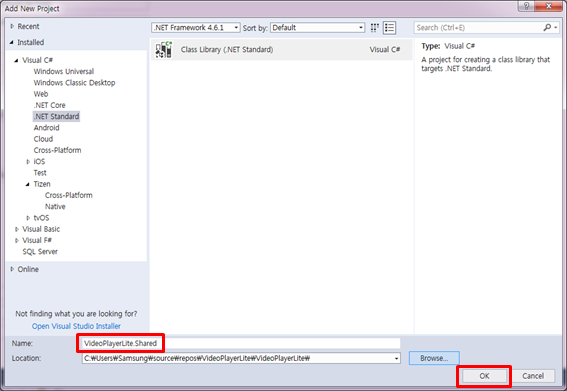 Add New Project
? ×
Recent
Installed
.NET Framework 4.6.1
Sort by: Default
Search (Ctrl+E)
Visual C#
Windows Universal
Windows Classic Desktop
Web
.NET Core
.NET Standard
Android
Cloud
Cross-Platform
iOS
Test
Tizen
Cross-Platform
Native
tvOS
Visual Basic
Visual F#
SQL Server
Online
Class Library (.NET Standard)
Visual C#
C#
Type: Visual C#
A project for creating a class library that
targets .NET Standard.
Not finding what you are looking for?
Open Visual Studio Installer
Name:
VideoPlayerLite.Shared
Location:
C:₩Users₩Samsung₩source₩repos₩VideoPlayerLite₩VideoPlayerLite₩
Browse...
OK
Cancel